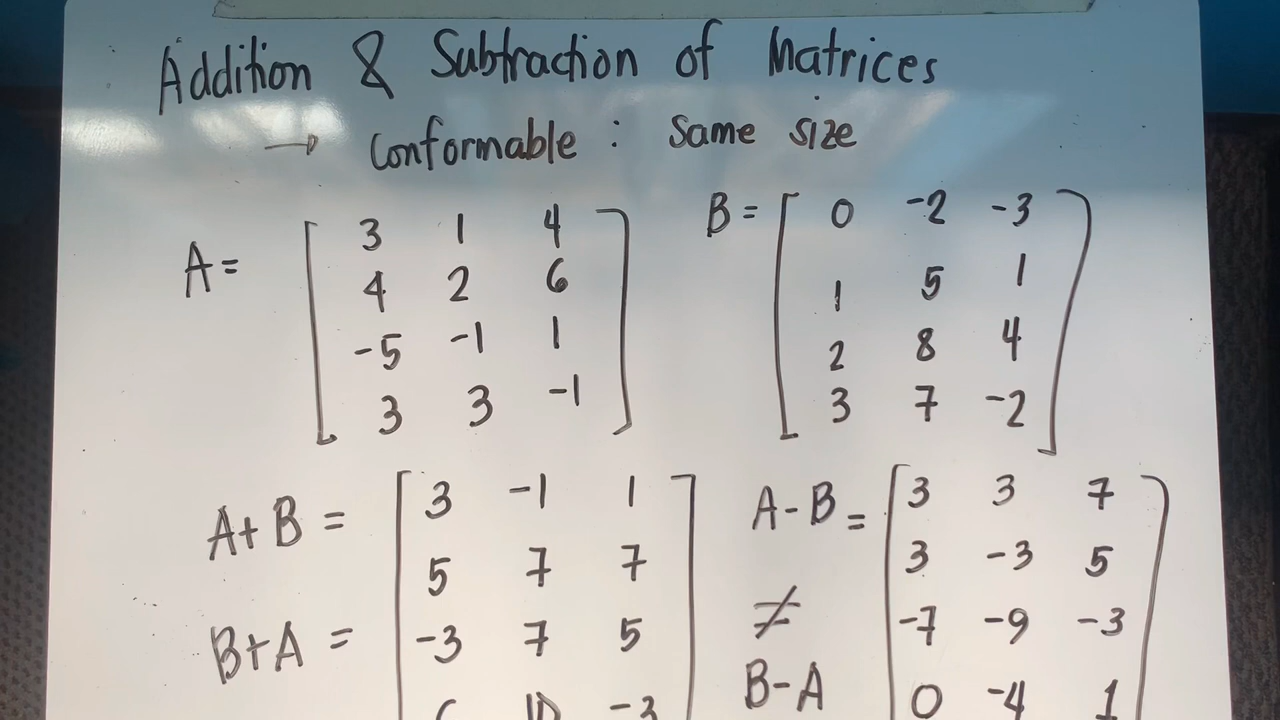 Addition & Subtraction of Matrices
→ Conformable : Same size
A = [ 3 1 4
4 2 6
-5 -1 1
3 3 -1 ]
B = [ 0 -2 -3
1 5 1
2 8 4
3 7 -2 ]
A+B =
B+A =
[ 3 -1 1
5 7 7
-3 7 5
10 -3
A-B =
≠
B-A
[ 3 3 7
3 -3 5
-7 -9 -3
0 -4 1